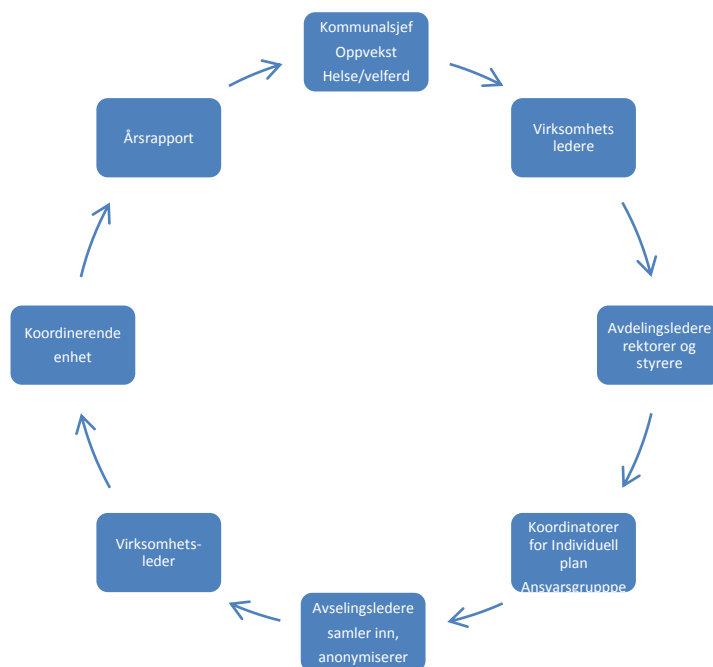 Kommunalsjef
Oppvekst
Helse/velferd
Virksomhets
ledere
Avdelingsledere
rektorer og
styrere
Koordinatorer
for Individuell
plan
Ansvarsgrupppe
Avselingsledere
samler inn,
anonymiserer
Virksomhets-
leder
Koordinerende
enhet
Årsrapport